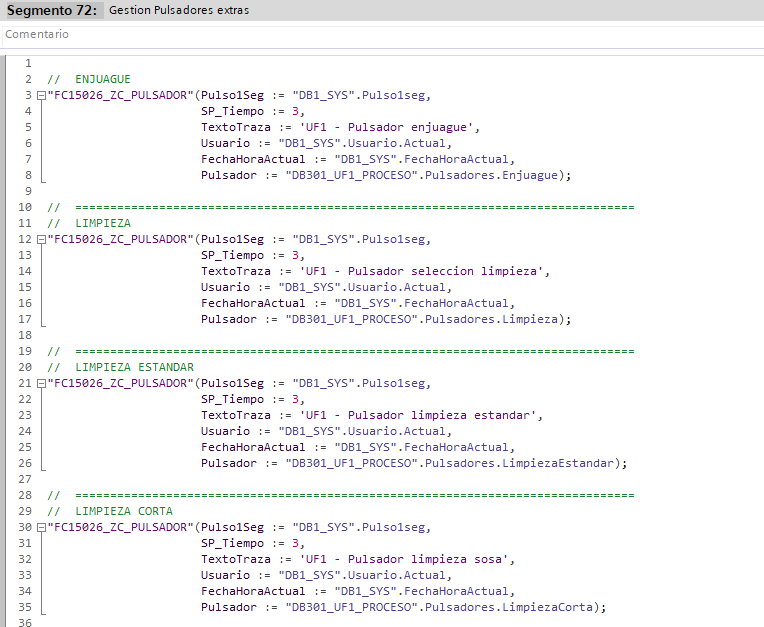 Segmento 72: Gestion Pulsadores extras
Comentario
1
2 // ENJUAGUE
3 "FC15026_ZC_PULSADOR"(Pulso1Seg := "DB1_SYS".Pulso1seg,
4 SP_Tiempo := 3,
5 TextoTraza := 'UF1 - Pulsador enjuague',
6 Usuario := "DB1_SYS".Usuario.Actual,
7 FechaHoraActual := "DB1_SYS".FechaHoraActual,
8 Pulsador := "DB301_UF1_PROCESO".Pulsadores.Enjuague);
9
10 // ================================================================================
11 // LIMPIEZA
12 "FC15026_ZC_PULSADOR"(Pulso1Seg := "DB1_SYS".Pulso1seg,
13 SP_Tiempo := 3,
14 TextoTraza := 'UF1 - Pulsador seleccion limpieza',
15 Usuario := "DB1_SYS".Usuario.Actual,
16 FechaHoraActual := "DB1_SYS".FechaHoraActual,
17 Pulsador := "DB301_UF1_PROCESO".Pulsadores.Limpieza);
18
19 // ================================================================================
20 // LIMPIEZA ESTANDAR
21 "FC15026_ZC_PULSADOR"(Pulso1Seg := "DB1_SYS".Pulso1seg,
22 SP_Tiempo := 3,
23 TextoTraza := 'UF1 - Pulsador limpieza estandar',
24 Usuario := "DB1_SYS".Usuario.Actual,
25 FechaHoraActual := "DB1_SYS".FechaHoraActual,
26 Pulsador := "DB301_UF1_PROCESO".Pulsadores.LimpiezaEstandar);
27
28 // ================================================================================
29 // LIMPIEZA CORTA
30 "FC15026_ZC_PULSADOR"(Pulso1Seg := "DB1_SYS".Pulso1seg,
31 SP_Tiempo := 3,
32 TextoTraza := 'UF1 - Pulsador limpieza sosa',
33 Usuario := "DB1_SYS".Usuario.Actual,
34 FechaHoraActual := "DB1_SYS".FechaHoraActual,
35 Pulsador := "DB301_UF1_PROCESO".Pulsadores.LimpiezaCorta);
36